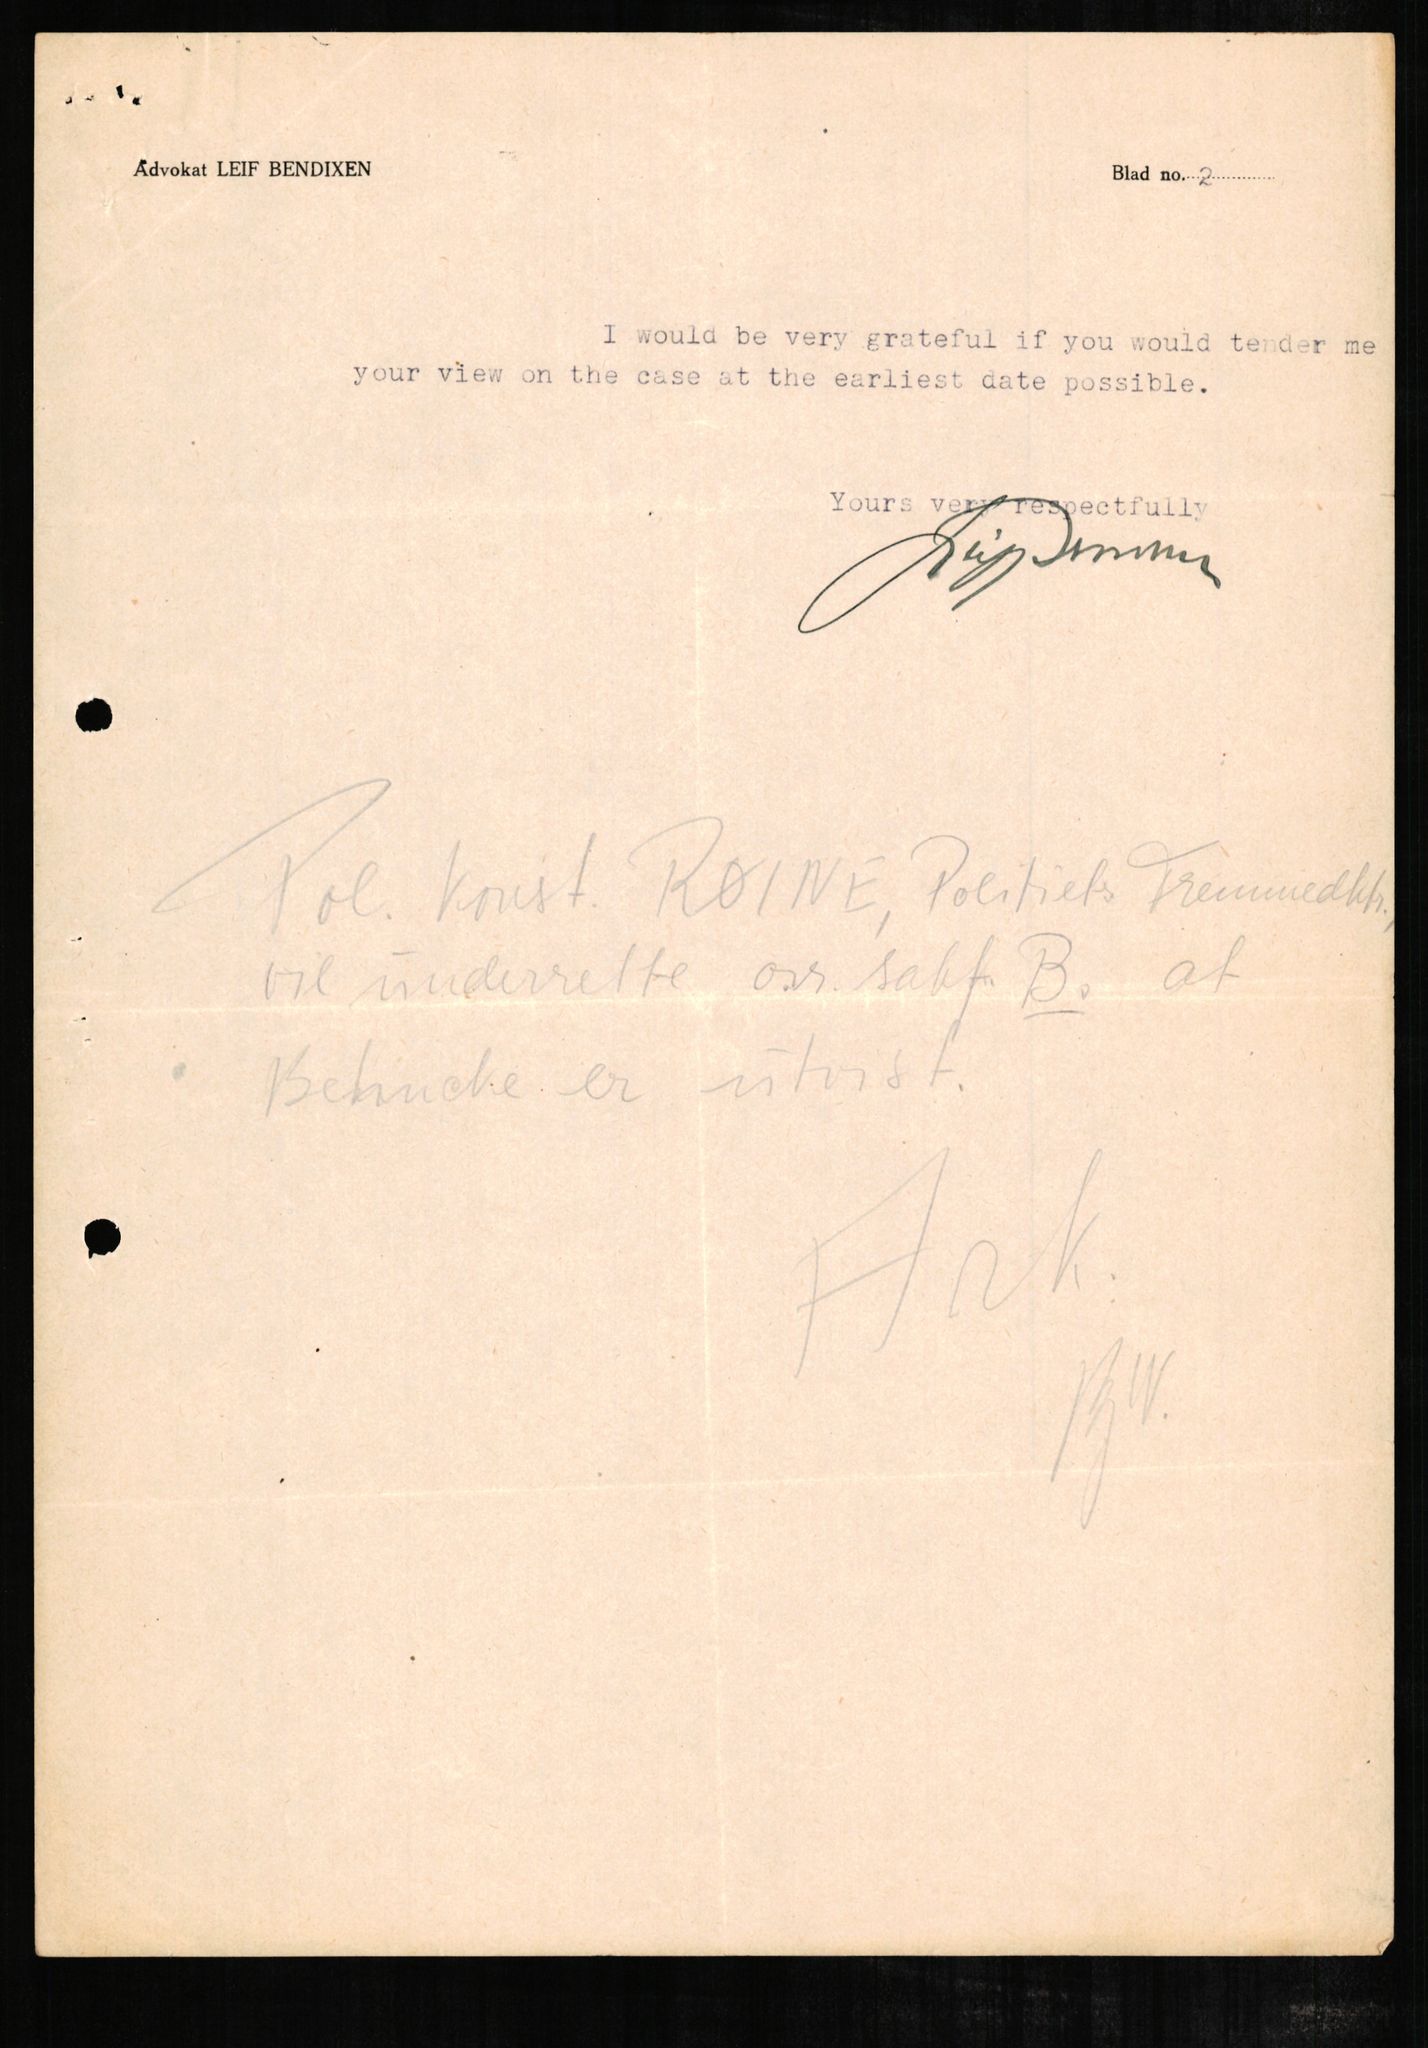 Advokat LEIF BENDIXEN
Blad no. 2
I would be very grateful if you would tender me
your view on the case at the earliest date possible.
Yours very respectfully
Pol. konst. RØINE, Politiets Fremmedktr.,
vil underrette o.r. sakf. B. at
Behncke er utvist.
Ark.